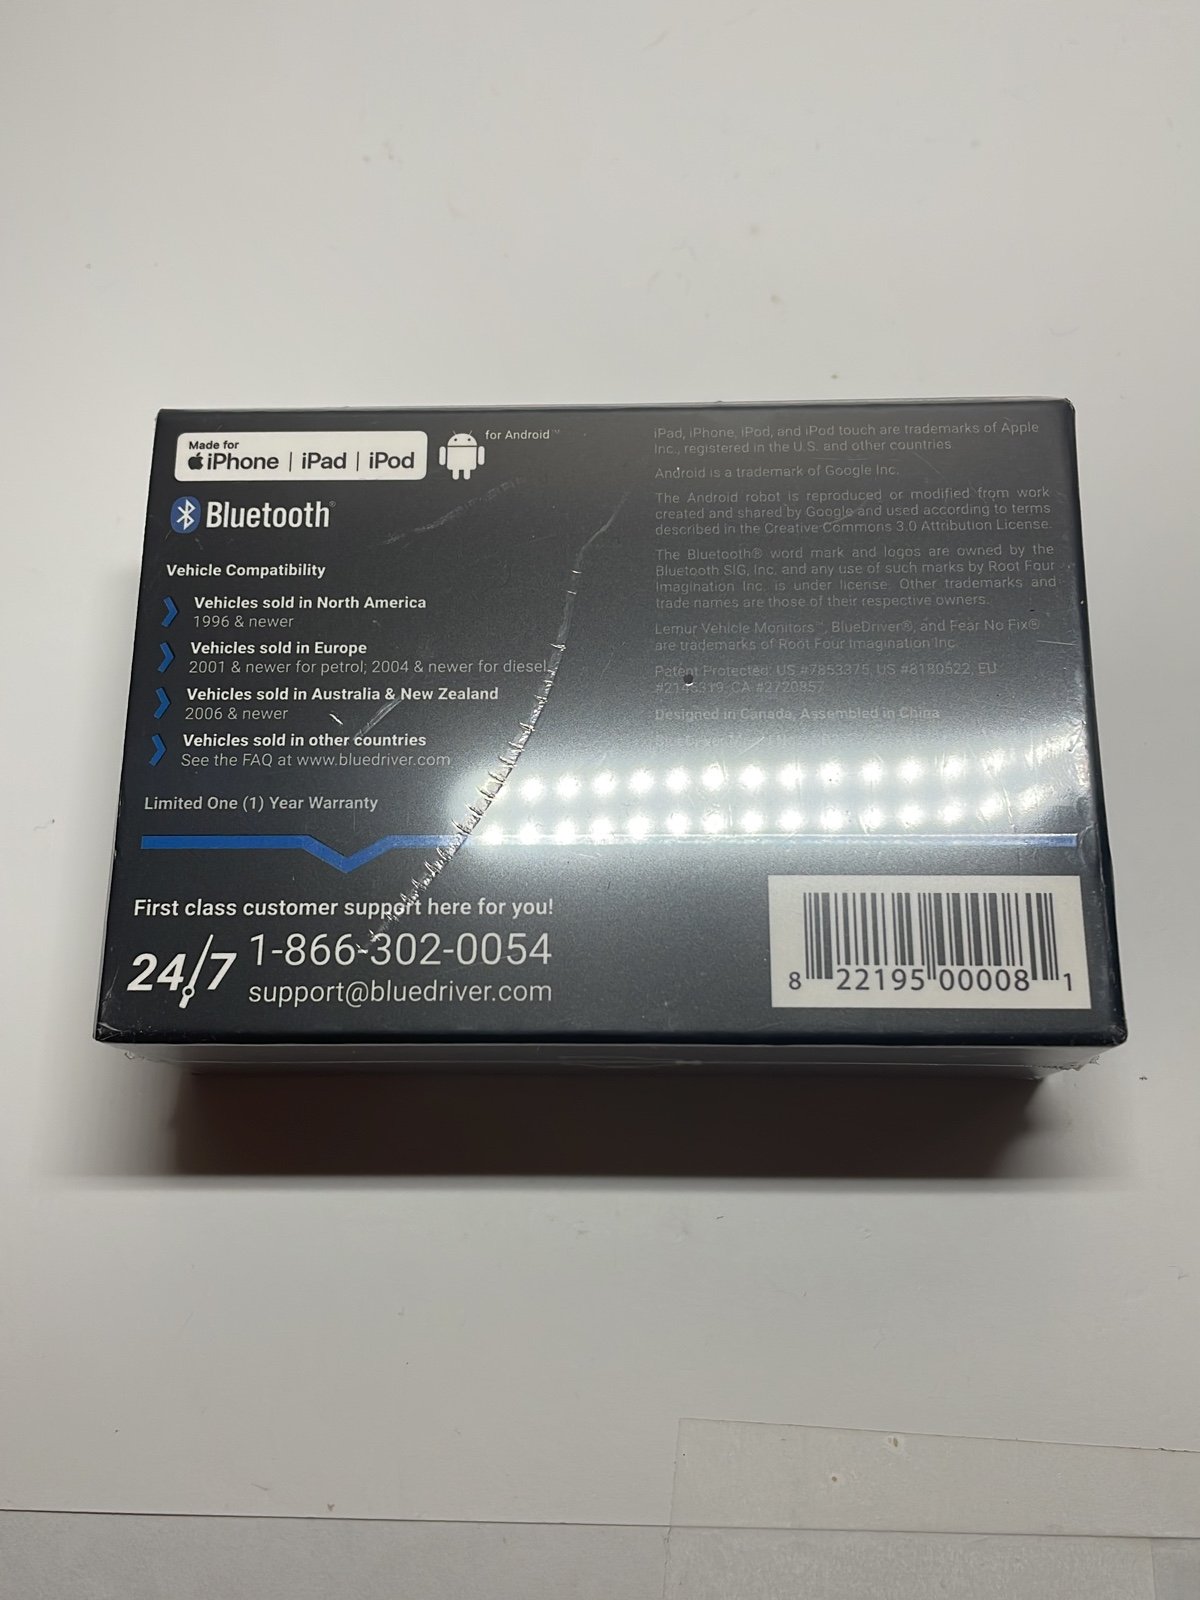 Made for
iPhone | iPad | iPod
for Android™
Bluetooth®
Vehicle Compatibility
Vehicles sold in North America
1996 & newer
Vehicles sold in Europe
2001 & newer for petrol; 2004 & newer for diesel
Vehicles sold in Australia & New Zealand
2006 & newer
Vehicles sold in other countries
See the FAQ at www.bluedriver.com
Limited One (1) Year Warranty
iPad, iPhone, iPod, and iPod touch are trademarks of Apple
Inc., registered in the U.S. and other countries.
Android is a trademark of Google Inc.
The Android robot is reproduced or modified from work
created and shared by Google and used according to terms
described in the Creative Commons 3.0 Attribution License.
The Bluetooth® word mark and logos are owned by the
Bluetooth SIG, Inc. and any use of such marks by Root Four
Imagination Inc. is under license. Other trademarks and
trade names are those of their respective owners.
Lemur Vehicle Monitors™, BlueDriver®, and Fear No Fix®
are trademarks of Root Four Imagination Inc.
Patent Protected: US #7853375, US #8180522, EU
CA #2720857
Designed in Canada, Assembled in China
First class customer support here for you!
24/7
1-866-302-0054
support@bluedriver.com
8 22195 00008 1